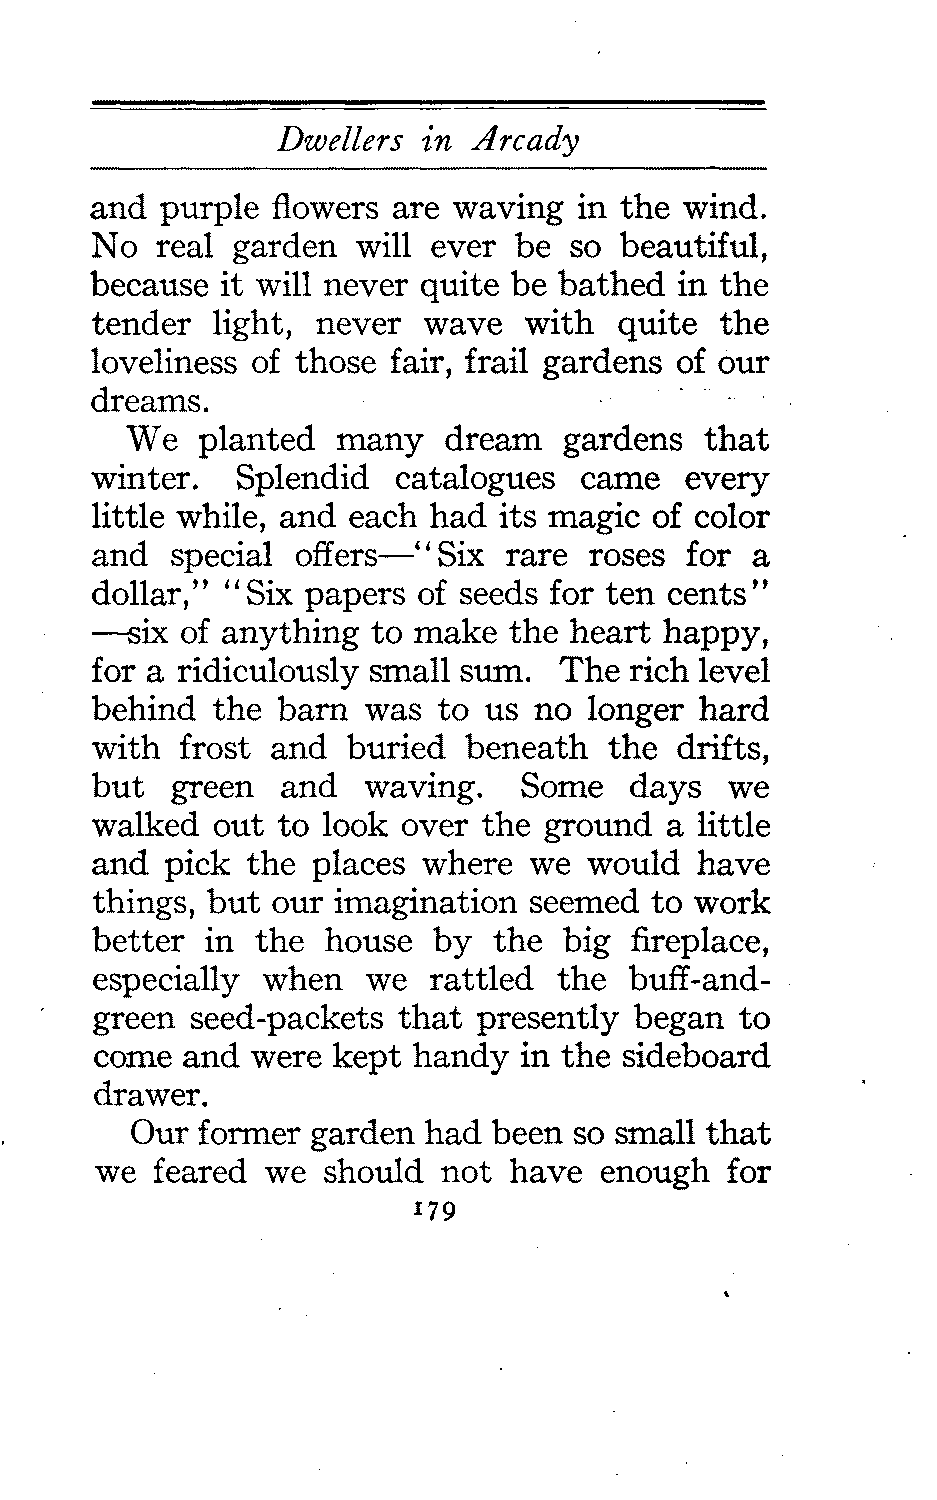 Dwellers in Arcady
and purple flowers are waving in the wind.
No real garden will ever be so beautiful,
because it will never quite be bathed in the
tender light, never wave with quite the
loveliness of those fair, frail gardens of our
dreams.
We planted many dream gardens that
winter. Splendid catalogues came every
little while, and each had its magic of color
and special offers—"Six rare roses for a
dollar," "Six papers of seeds for ten cents"
—six of anything to make the heart happy,
for a ridiculously small sum. The rich level
behind the barn was to us no longer hard
with frost and buried beneath the drifts,
but green and waving. Some days we
walked out to look over the ground a little
and pick the places where we would have
things, but our imagination seemed to work
better in the house by the big fireplace,
especially when we rattled the buff-and-
green seed-packets that presently began to
come and were kept handy in the sideboard
drawer.
Our former garden had been so small that
we feared we should not have enough for
179